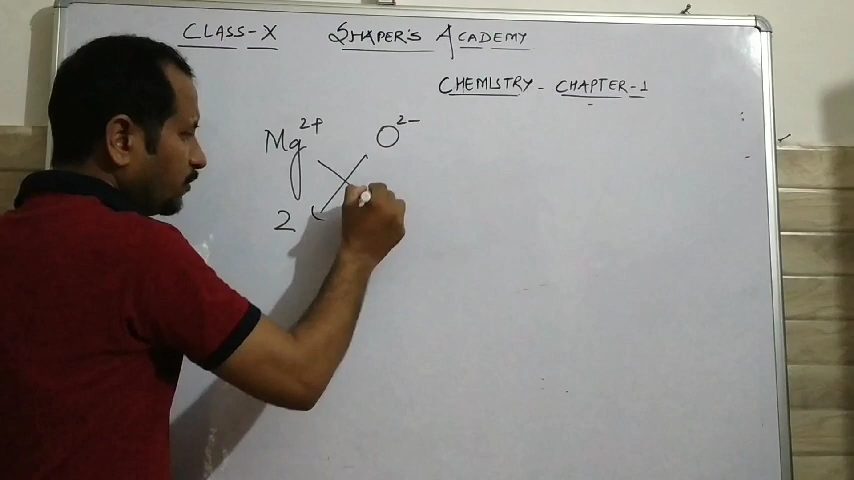 CLASS-X SHAPER'S ACADEMY
CHEMISTRY - CHAPTER-1
Mg²⁺ O²⁻
2